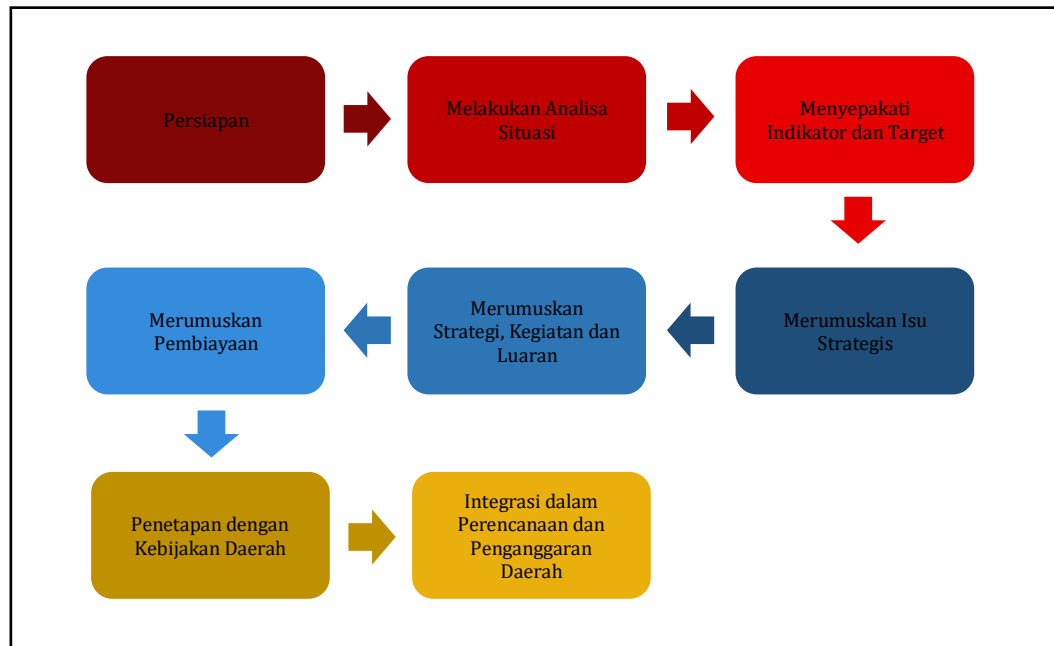 Persiapan
Melakukan Analisa
Situasi
Menyepakati
Indikator dan Target
Merumuskan Isu
Strategis
Merumuskan
Strategi, Kegiatan dan
Luaran
Merumuskan
Pembiayaan
Penetapan dengan
Kebijakan Daerah
Integrasi dalam
Perencanaan dan
Penganggaran
Daerah